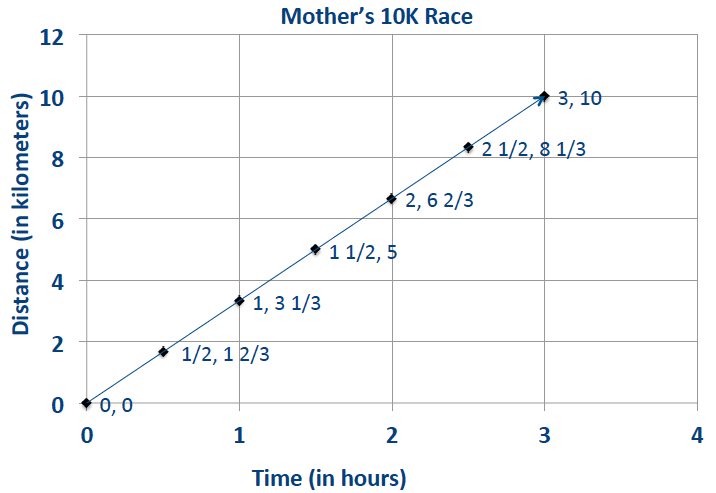 Mother's 10K Race
12
10
8
6
4
2
0
Distance (in kilometers)
3, 10
2 1/2, 8 1/3
2, 6 2/3
1 1/2, 5
1, 3 1/3
1/2, 1 2/3
0, 0
0 1 2 3 4
Time (in hours)